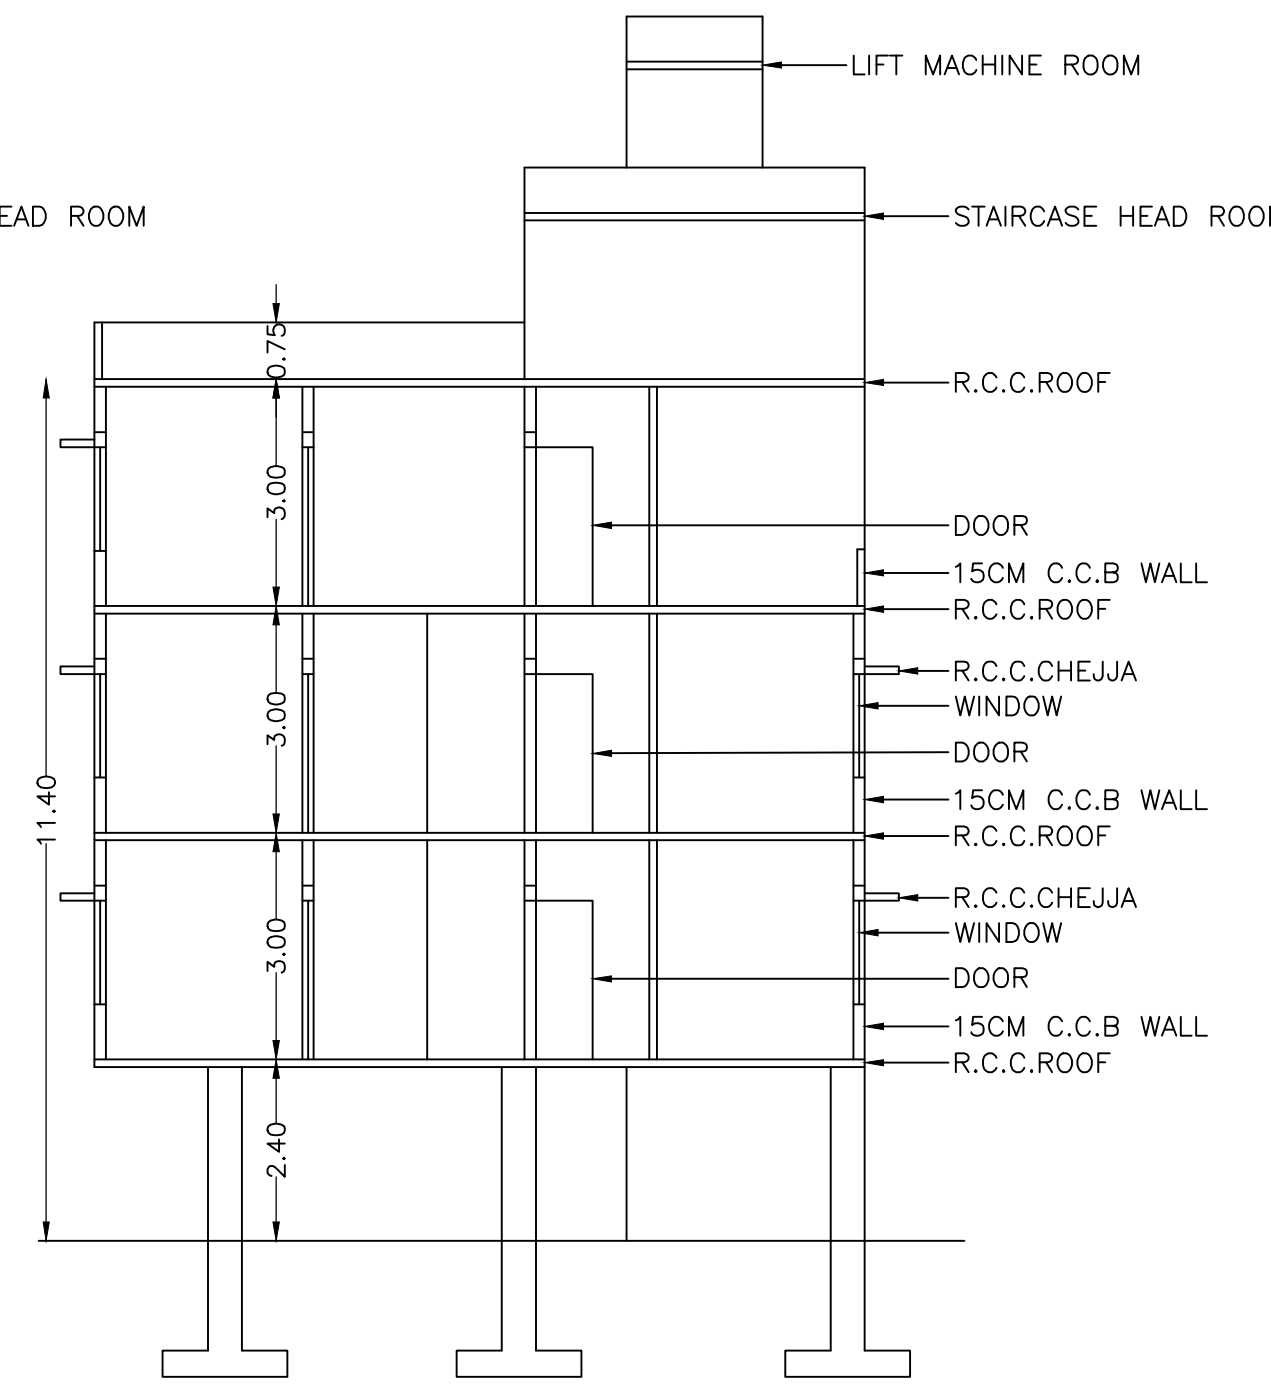 LIFT MACHINE ROOM
EAD ROOM
STAIRCASE HEAD ROO
0.75
R.C.C.ROOF
3.00
DOOR
15CM C.C.B WALL
R.C.C.ROOF
R.C.C.CHEJJA
3.00
WINDOW
DOOR
11.40
15CM C.C.B WALL
R.C.C.ROOF
R.C.C.CHEJJA
WINDOW
3.00
DOOR
15CM C.C.B WALL
R.C.C.ROOF
2.40